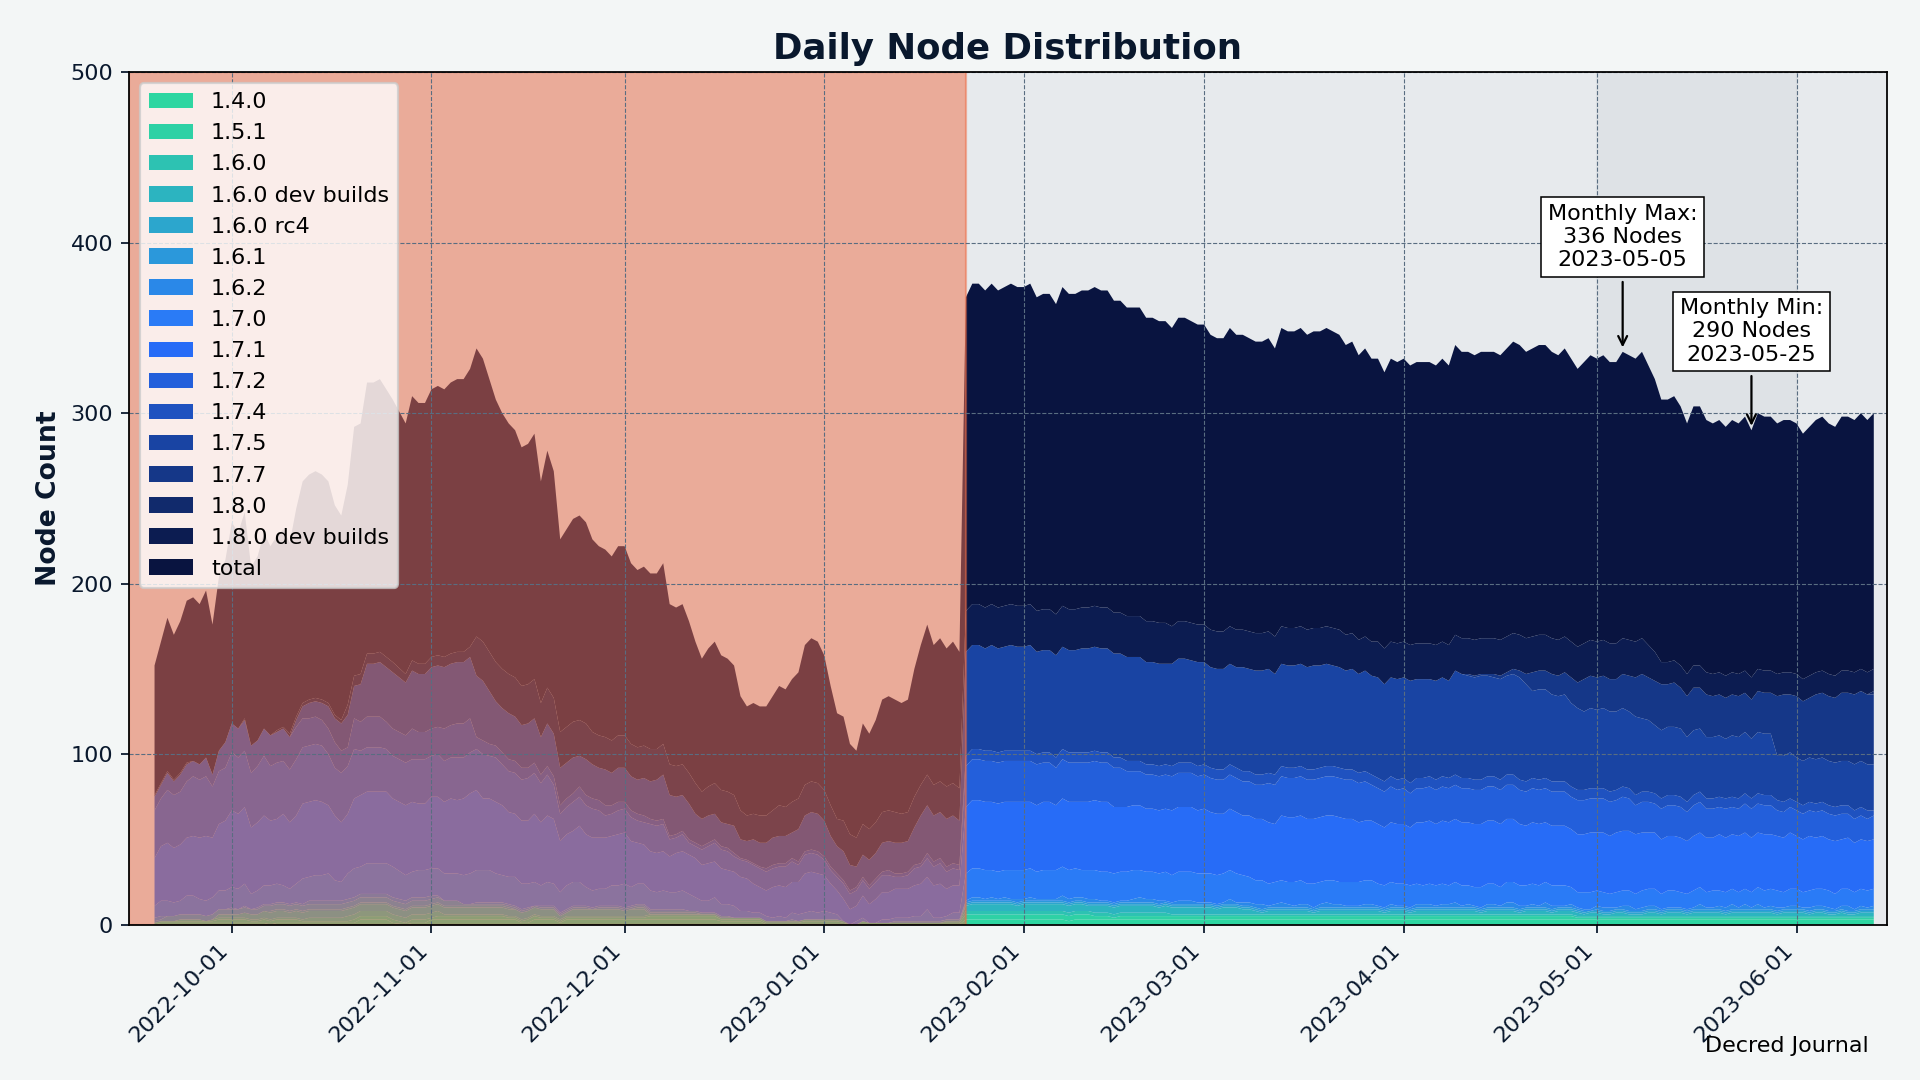 Daily Node Distribution
500
400
300
200
100
0
Node Count
1.4.0
1.5.1
1.6.0
1.6.0 dev builds
1.6.0 rc4
1.6.1
1.6.2
1.7.0
1.7.1
1.7.2
1.7.4
1.7.5
1.7.7
1.8.0
1.8.0 dev builds
total
Monthly Max:
336 Nodes
2023-05-05
Monthly Min:
290 Nodes
2023-05-25
2022-10-01
2022-11-01
2022-12-01
2023-01-01
2023-02-01
2023-03-01
2023-04-01
2023-05-01
2023-06-01
Decred Journal